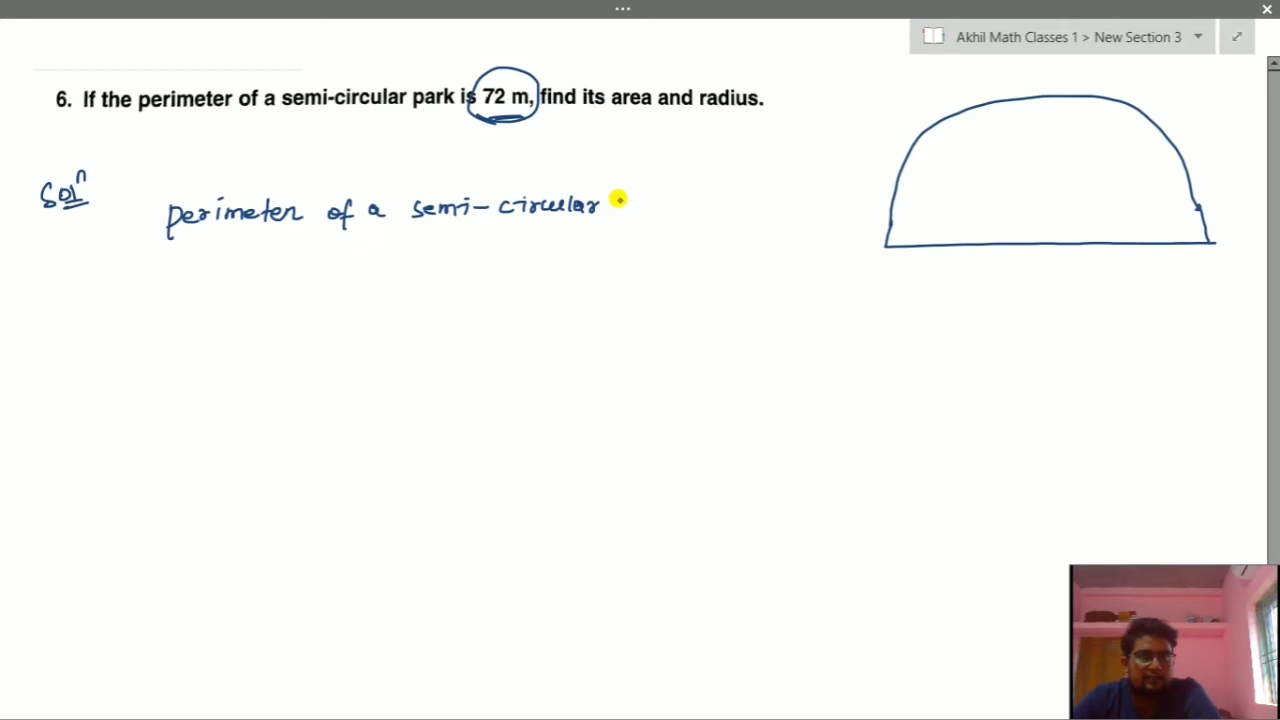 Akhil Math Classes 1 > New Section 3
6. If the perimeter of a semi-circular park is 72 m, find its area and radius.
Solⁿ
perimeter of a semi-circular